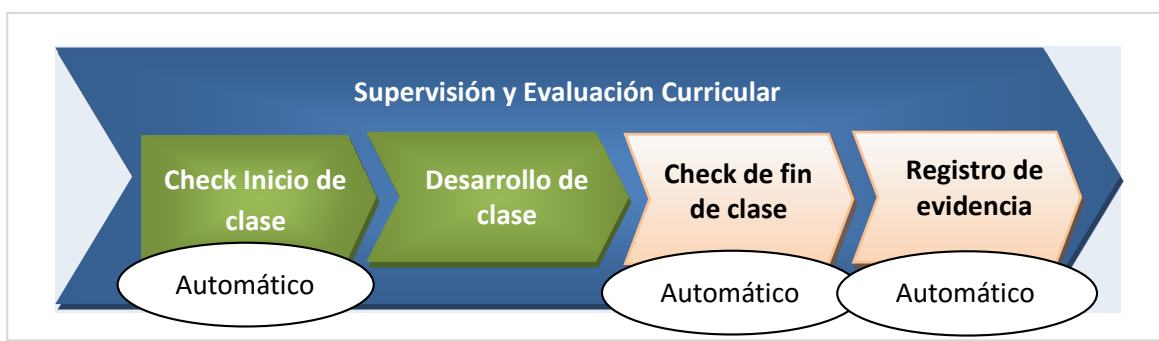 Supervisión y Evaluación Curricular
Check Inicio de
clase
Desarrollo de
clase
Check de fin
de clase
Registro de
evidencia
Automático
Automático
Automático